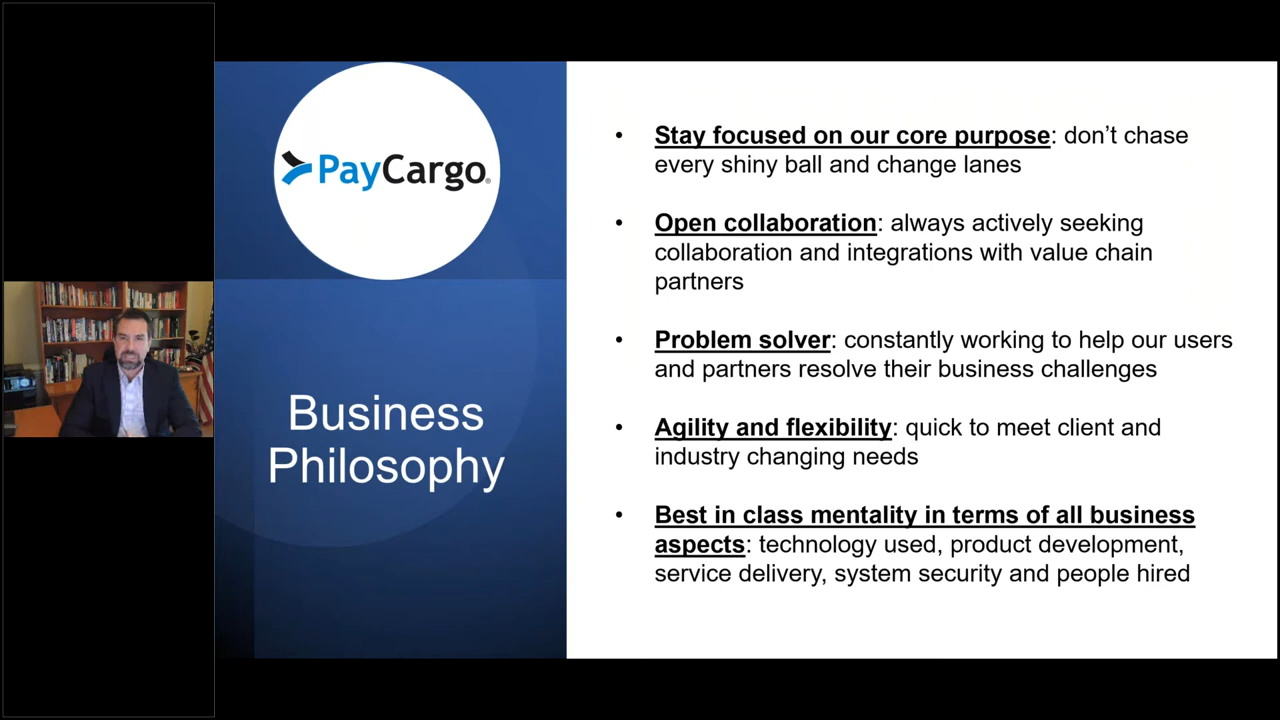 PayCargo®
Business
Philosophy
• Stay focused on our core purpose: don’t chase
every shiny ball and change lanes
• Open collaboration: always actively seeking
collaboration and integrations with value chain
partners
• Problem solver: constantly working to help our users
and partners resolve their business challenges
• Agility and flexibility: quick to meet client and
industry changing needs
• Best in class mentality in terms of all business
aspects: technology used, product development,
service delivery, system security and people hired